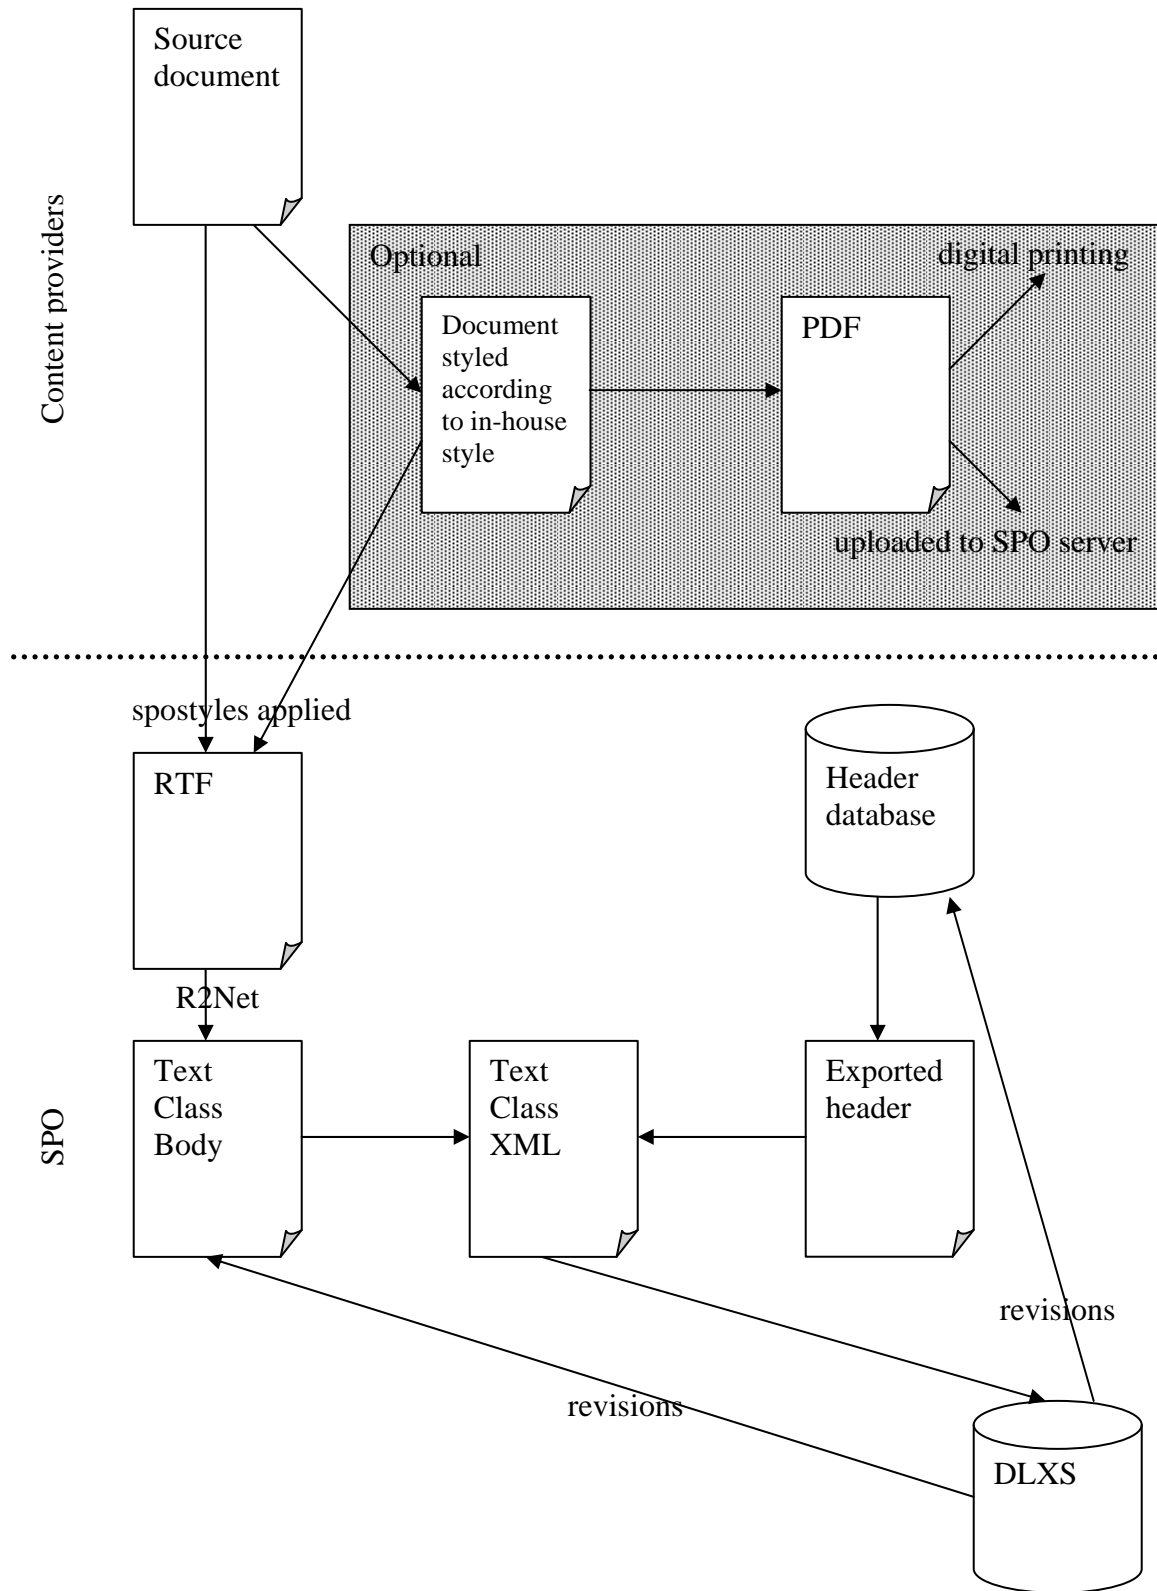 Source
document
Content providers
Optional
digital printing
Document
styled
according
to in-house
style
PDF
uploaded to SPO server
spostyles applied
RTF
Header
database
R2Net
SPO
Text
Class
Body
Text
Class
XML
Exported
header
revisions
revisions
DLXS